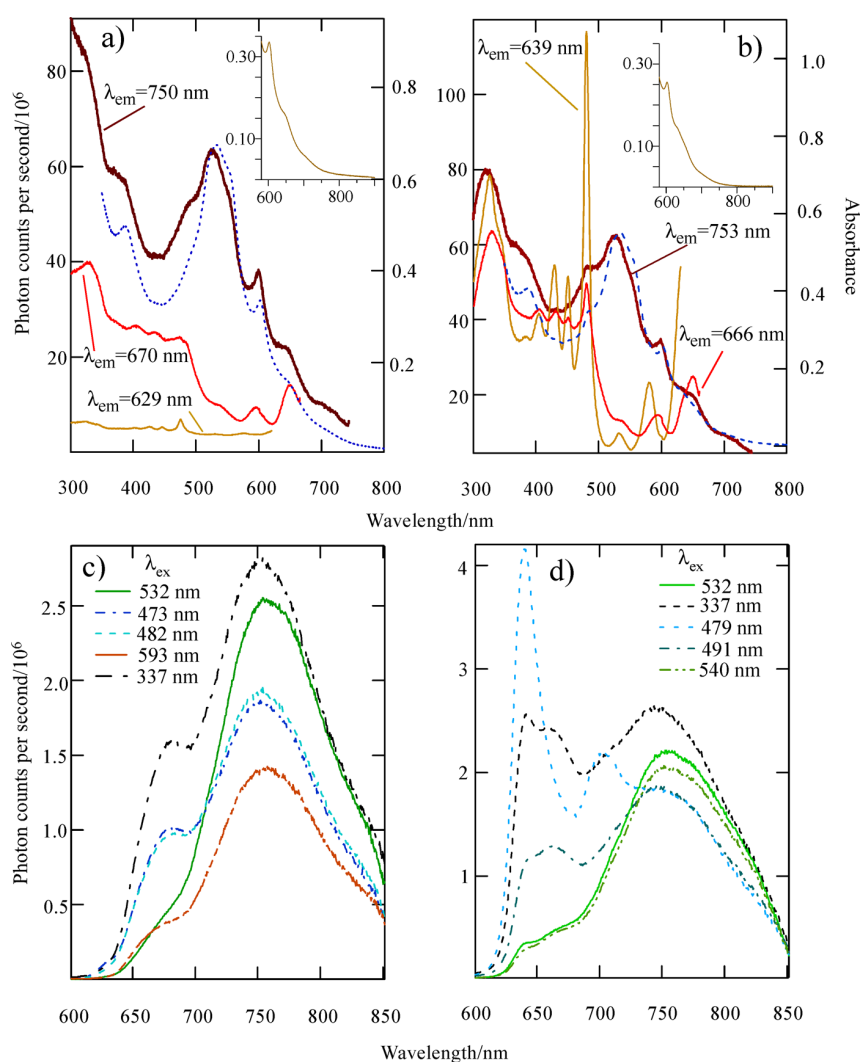 a)
80
60
40
20
Photon counts per second/10⁶
λem=750 nm
λem=670 nm
λem=629 nm
0.30
0.10
600 800
0.8
0.6
0.4
0.2
300 400 500 600 700 800
b)
100
80
60
40
20
λem=639 nm
λem=753 nm
λem=666 nm
0.30
0.10
600 800
1.0
0.8
0.6
0.4
0.2
Absorbance
300 400 500 600 700 800
Wavelength/nm
c)
2.5
2.0
1.5
1.0
0.5
Photon counts per second/10⁶
λex
532 nm
473 nm
482 nm
593 nm
337 nm
600 650 700 750 800 850
Wavelength/nm
d)
4
3
2
1
λex
532 nm
337 nm
479 nm
491 nm
540 nm
600 650 700 750 800 850
Wavelength/nm